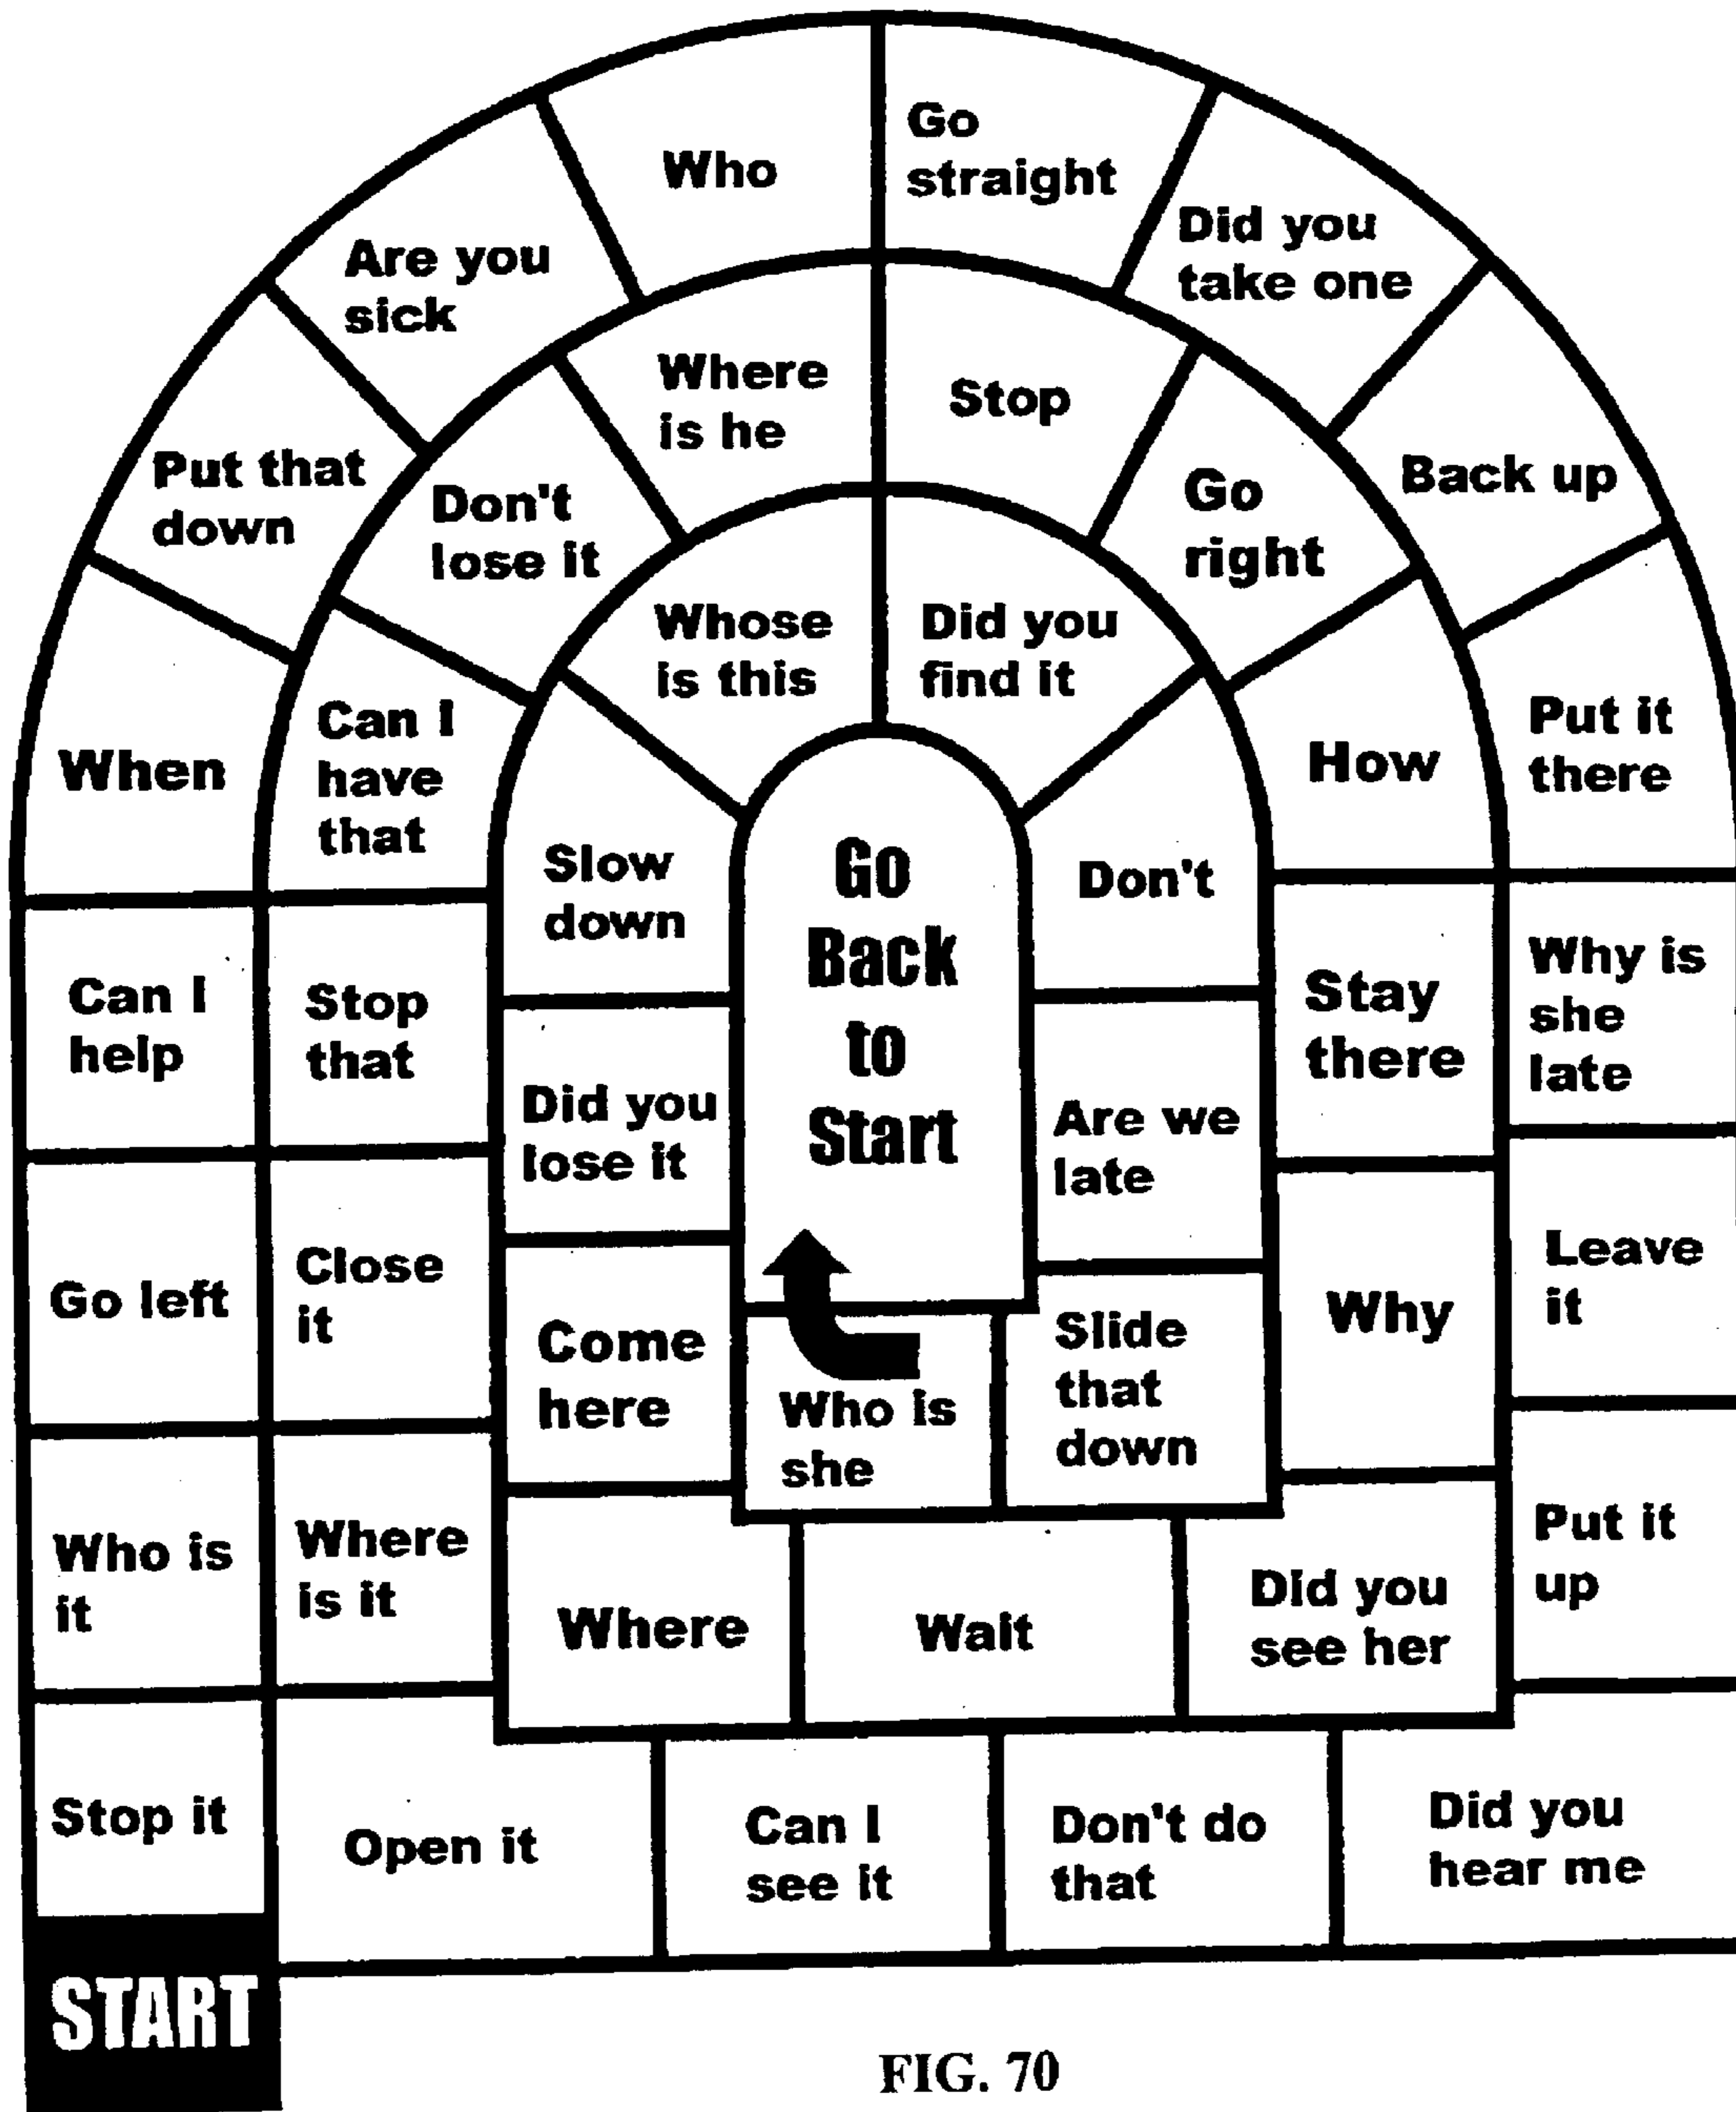 START
Stop it
Who is
it
Go left
Can I
help
When
Put that
down
Are you
sick
Who
Go
straight
Did you
take one
Back up
Put it
there
Why is
she
late
Leave
it
Put it
up
Did you
hear me
Don't do
that
Can I
see it
Open it
Where
is it
Close
it
Stop
that
Can I
have
that
Don't
lose it
Where
is he
Stop
Go
right
How
Stay
there
Why
Did you
see her
Wait
Where
Come
here
Did you
lose it
Slow
down
Whose
is this
Did you
find it
Don't
Are we
late
Slide
that
down
Who is
she
Go
Back
to
Start
FIG. 70